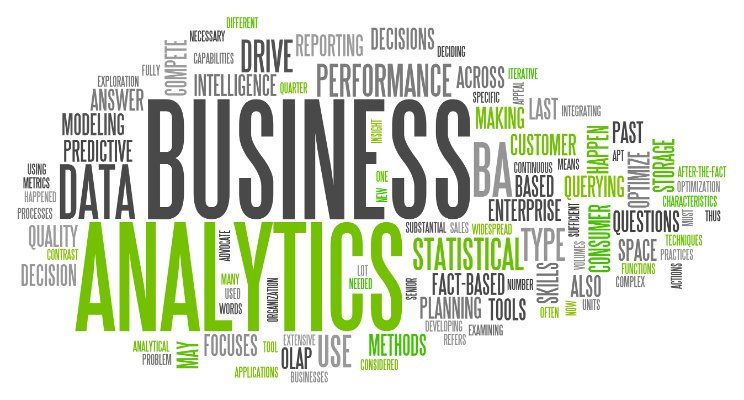 DIFFERENT
NECESSARY
FULLY
CAPABILITIES
COMPETE
DRIVE
REPORTING
DECISIONS
DECIDING
EXPLORATION
INTELLIGENCE
QUARTER
PERFORMANCE
ACROSS
ITERATIVE
SPECIFIC
APPEAL
ANSWER
MODELING
PREDICTIVE
BUSINESS
INSIGHT
ONE
NEW
MAKING
LAST
INTEGRATING
CUSTOMER
HAPPEN
PAST
APT
USING
METRICS
HAPPENED
PROCESSES
DATA
BA
CONTINUOUS
MEANS
BASED
QUERYING
OPTIMIZE
STORAGE
AFTER-THE-FACT
OPTIMIZATION
CHARACTERISTICS
ENTERPRISE
SUFFICIENT
CONSUMER
QUESTIONS
MUST
THUS
QUALITY
CONTRAST
DECISION
ANALYTICS
ADVOCATE
SUBSTANTIAL
SALES
WIDESPREAD
STATISTICAL
TYPE
VOLUMES
SPACE
TECHNIQUES
PRACTICES
FUNCTIONS
COMPLEX
ACTIONS
MANY
USED
WORDS
ORGANIZATION
LOT
NEEDED
SENIOR
FACT-BASED
NUMBER
SKILLS
ALSO
UNITS
PLANNING
TOOLS
OFTEN
NOW
DEVELOPING
REFERS
EXAMINING
ANALYTICAL
PROBLEM
MAY
FOCUSES
TOOL
EXTENSIVE
OLAP
USE
METHODS
CONSIDERED
APPLICATIONS
BUSINESSES